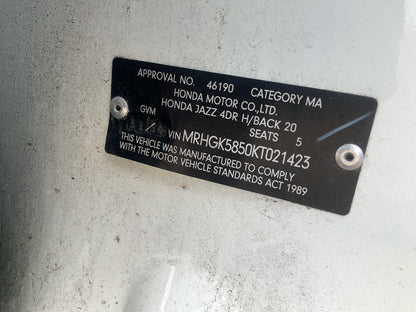 APPROVAL NO. 46190 CATEGORY MA
HONDA MOTOR CO.,LTD.
HONDA JAZZ 4DR H/BACK 20
GVM SEATS 5
VIN MRHGK5850KT021423
THIS VEHICLE WAS MANUFACTURED TO COMPLY
WITH THE MOTOR VEHICLE STANDARDS ACT 1989